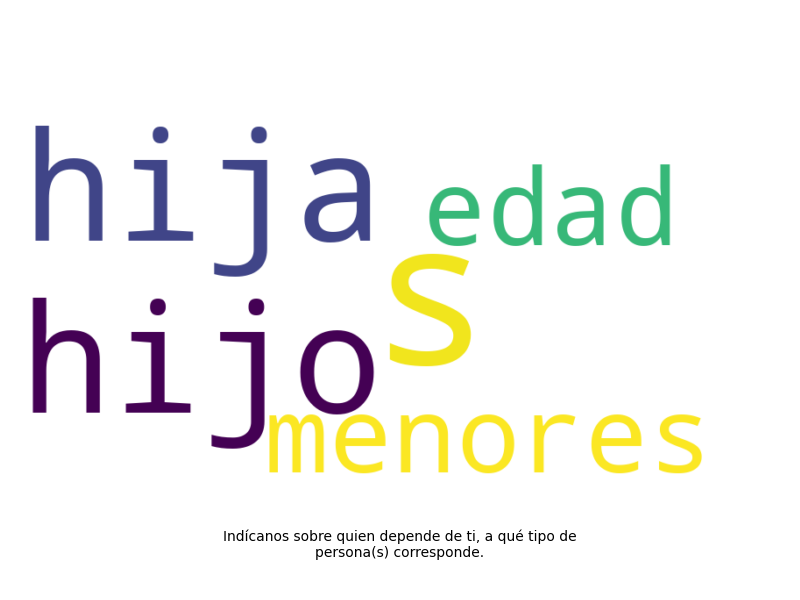 hija edad
s
hijo
menores
Indícanos sobre quien depende de ti, a qué tipo de
persona(s) corresponde.